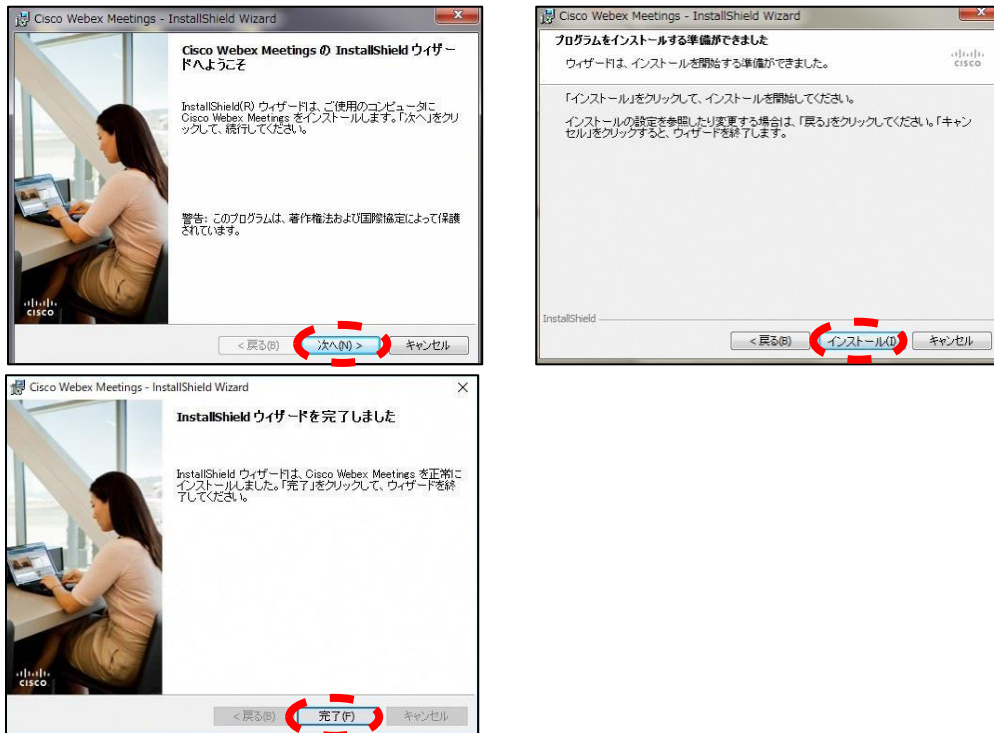 Cisco Webex Meetings - InstallShield Wizard
Cisco Webex Meetings の InstallShield ウィザー
ドへようこそ
InstallShield(R) ウィザードは、ご使用のコンピュータに
Cisco Webex Meetings をインストールします。「次へ」をクリ
ックして、続行してください。
警告: このプログラムは、著作権法および国際協定によって保護
されています。
cisco
< 戻る(B)
次へ(N) >
キャンセル
Cisco Webex Meetings - InstallShield Wizard
プログラムをインストールする準備ができました
ウィザードは、インストールを開始する準備ができました。
cisco
「インストール」をクリックして、インストールを開始してください。
インストールの設定を参照したり変更する場合は、「戻る」をクリックしてください。「キャン
セル」をクリックすると、ウィザードを終了します。
InstallShield
< 戻る(B)
インストール(I)
キャンセル
Cisco Webex Meetings - InstallShield Wizard
InstallShield ウィザードを完了しました
InstallShield ウィザードは、Cisco Webex Meetings を正常に
インストールしました。「完了」をクリックして、ウィザードを終
了してください。
cisco
< 戻る(B)
完了(F)
キャンセル